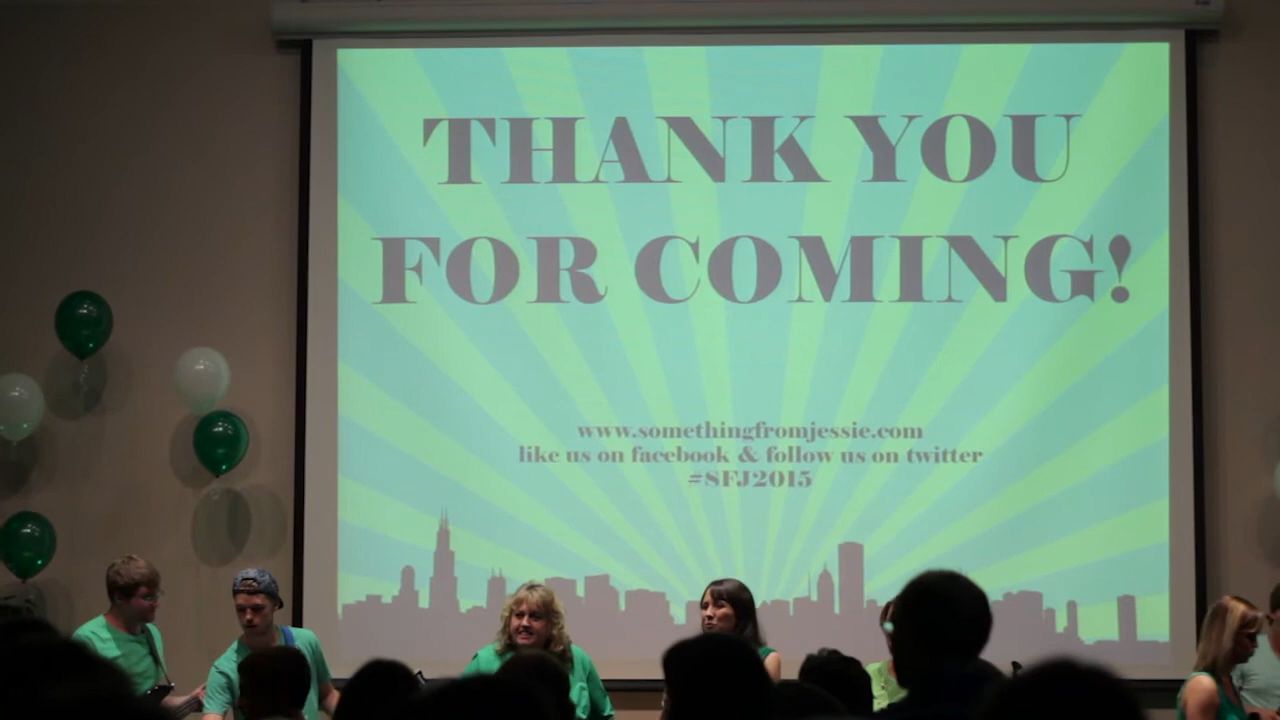 THANK YOU
FOR COMING!
www.somethingfromjessie.com
like us on facebook & follow us on twitter
#SFJ2015